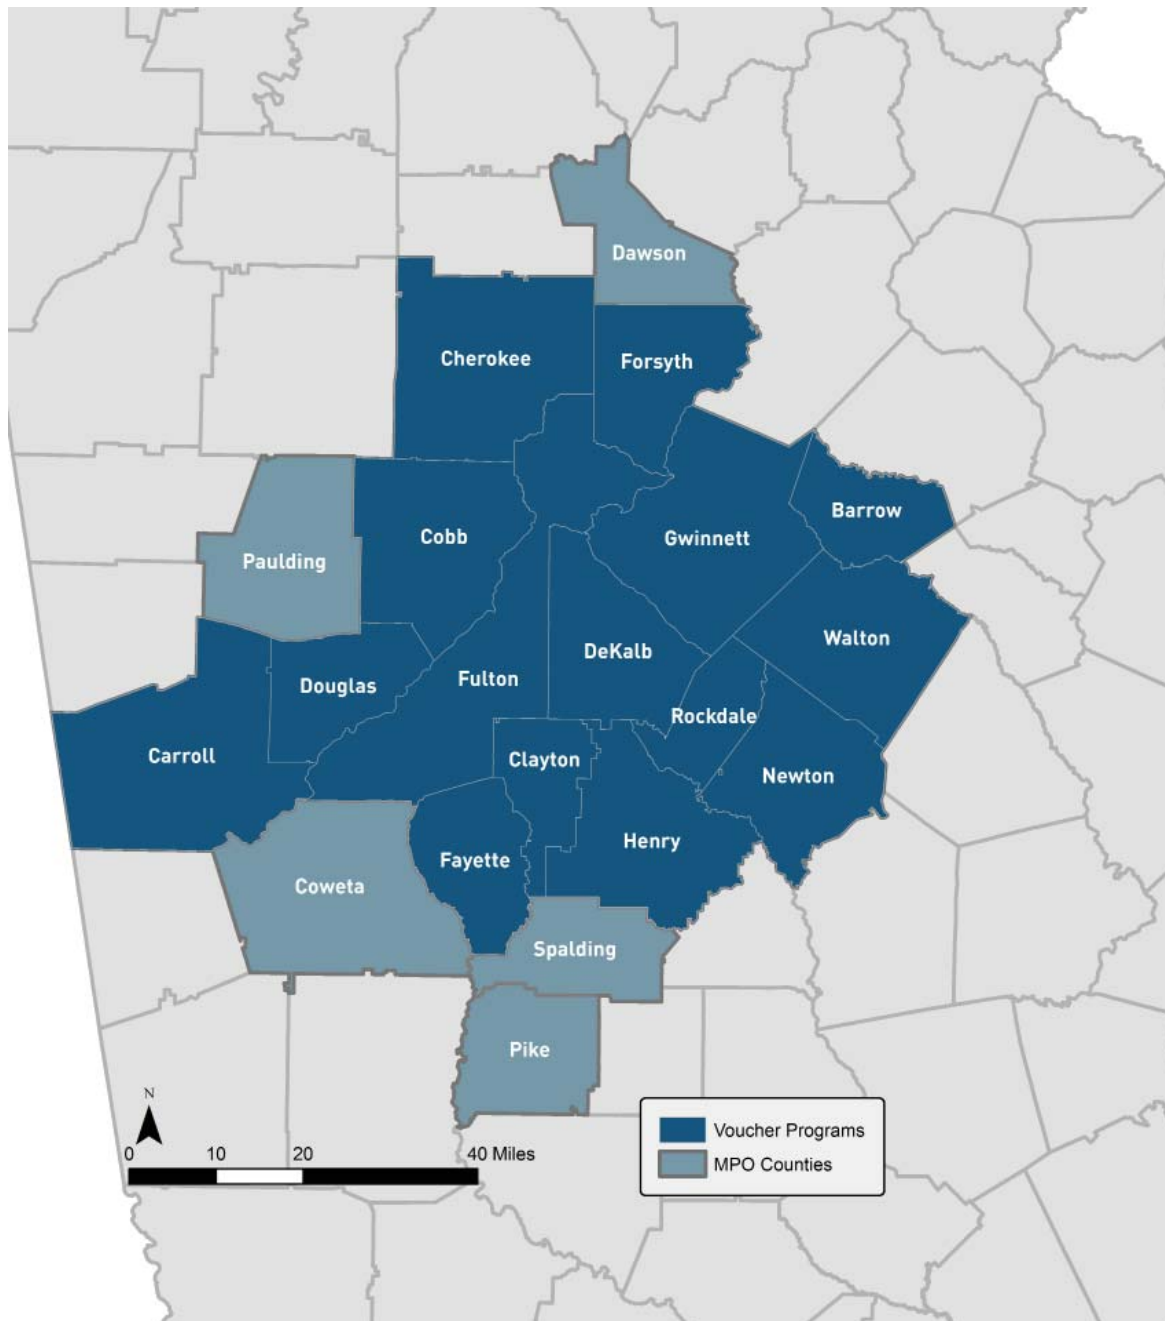 Dawson
Cherokee
Forsyth
Barrow
Cobb
Gwinnett
Paulding
Walton
DeKalb
Fulton
Douglas
Rockdale
Carroll
Clayton
Newton
Henry
Fayette
Coweta
Spalding
Pike
N
0 10 20 40 Miles
Voucher Programs
MPO Counties